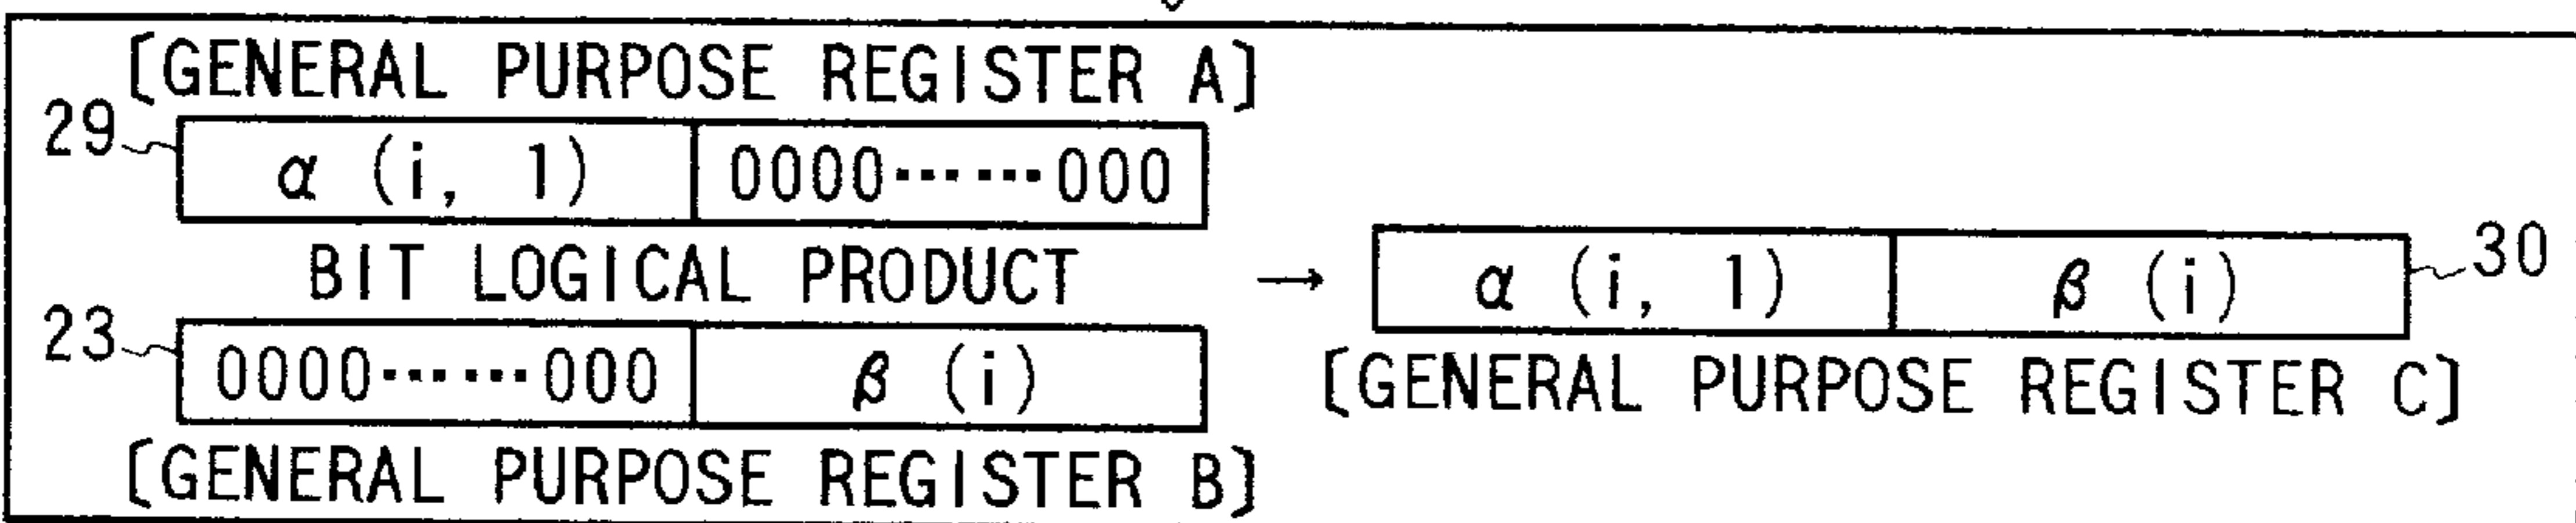 [GENERAL PURPOSE REGISTER A]
29
α (i, 1) 0000‥‥‥000
BIT LOGICAL PRODUCT → α (i, 1) β (i) 30
23
0000‥‥‥000 β (i)
[GENERAL PURPOSE REGISTER C]
[GENERAL PURPOSE REGISTER B]